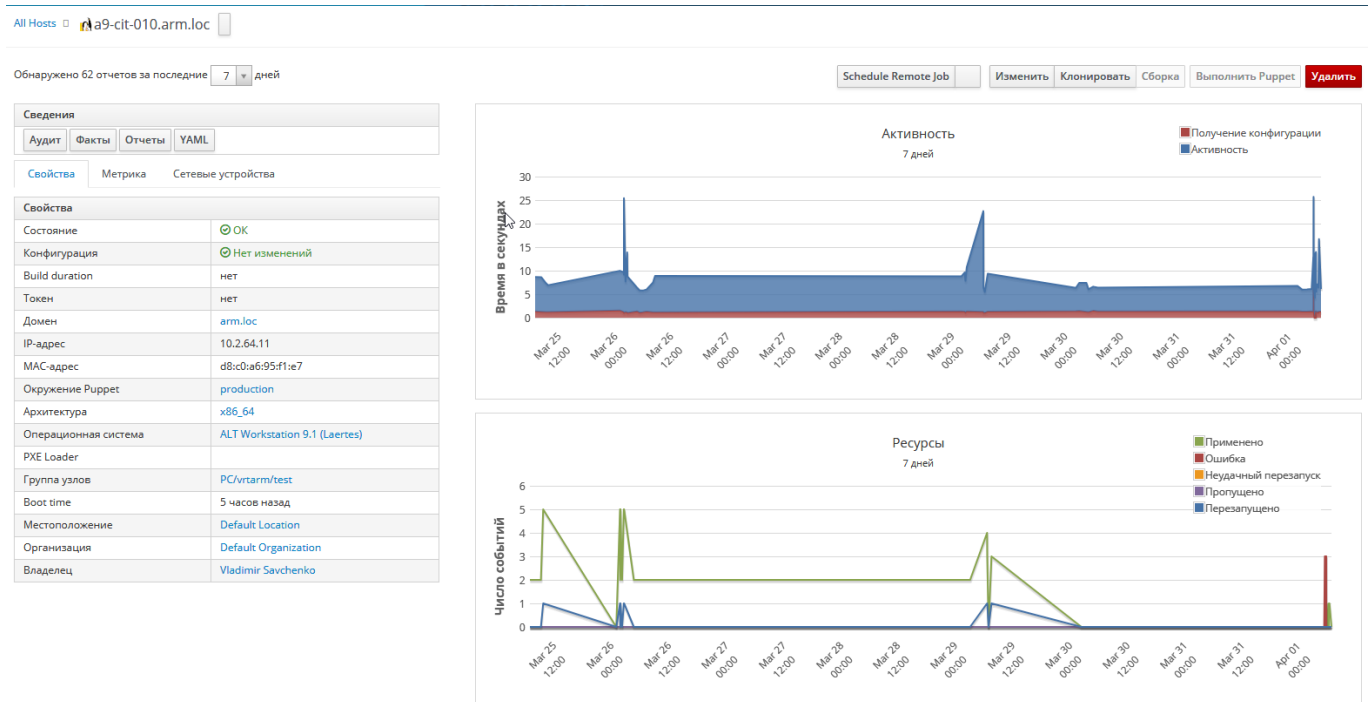 All Hosts a9-cit-010.arm.loc
Обнаружено 62 отчетов за последние 7 дней
Schedule Remote Job Изменить Клонировать Сборка Выполнить Puppet Удалить
Сведения
Аудит Факты Отчеты YAML
Свойства Метрика Сетевые устройства
Свойства
Состояние OK
Конфигурация Нет изменений
Build duration нет
Токен нет
Домен arm.loc
IP-адрес 10.2.64.11
MAC-адрес d8:c0:a6:95:f1:e7
Окружение Puppet production
Архитектура x86_64
Операционная система ALT Workstation 9.1 (Laertes)
PXE Loader
Группа узлов PC/vrtarm/test
Boot time 5 часов назад
Местоположение Default Location
Организация Default Organization
Владелец Vladimir Savchenko
Активность
7 дней
Получение конфигурации
Активность
Время в секундах
30
25
20
15
10
5
0
Mar 25 12:00
Mar 26 00:00
Mar 26 12:00
Mar 27 00:00
Mar 27 12:00
Mar 28 00:00
Mar 28 12:00
Mar 29 00:00
Mar 29 12:00
Mar 30 00:00
Mar 30 12:00
Mar 31 00:00
Mar 31 12:00
Apr 01 00:00
Ресурсы
7 дней
Применено
Ошибка
Неудачный перезапуск
Пропущено
Перезапущено
Число событий
6
5
4
3
2
1
0
Mar 25 12:00
Mar 26 00:00
Mar 26 12:00
Mar 27 00:00
Mar 27 12:00
Mar 28 00:00
Mar 28 12:00
Mar 29 00:00
Mar 29 12:00
Mar 30 00:00
Mar 30 12:00
Mar 31 00:00
Mar 31 12:00
Apr 01 00:00